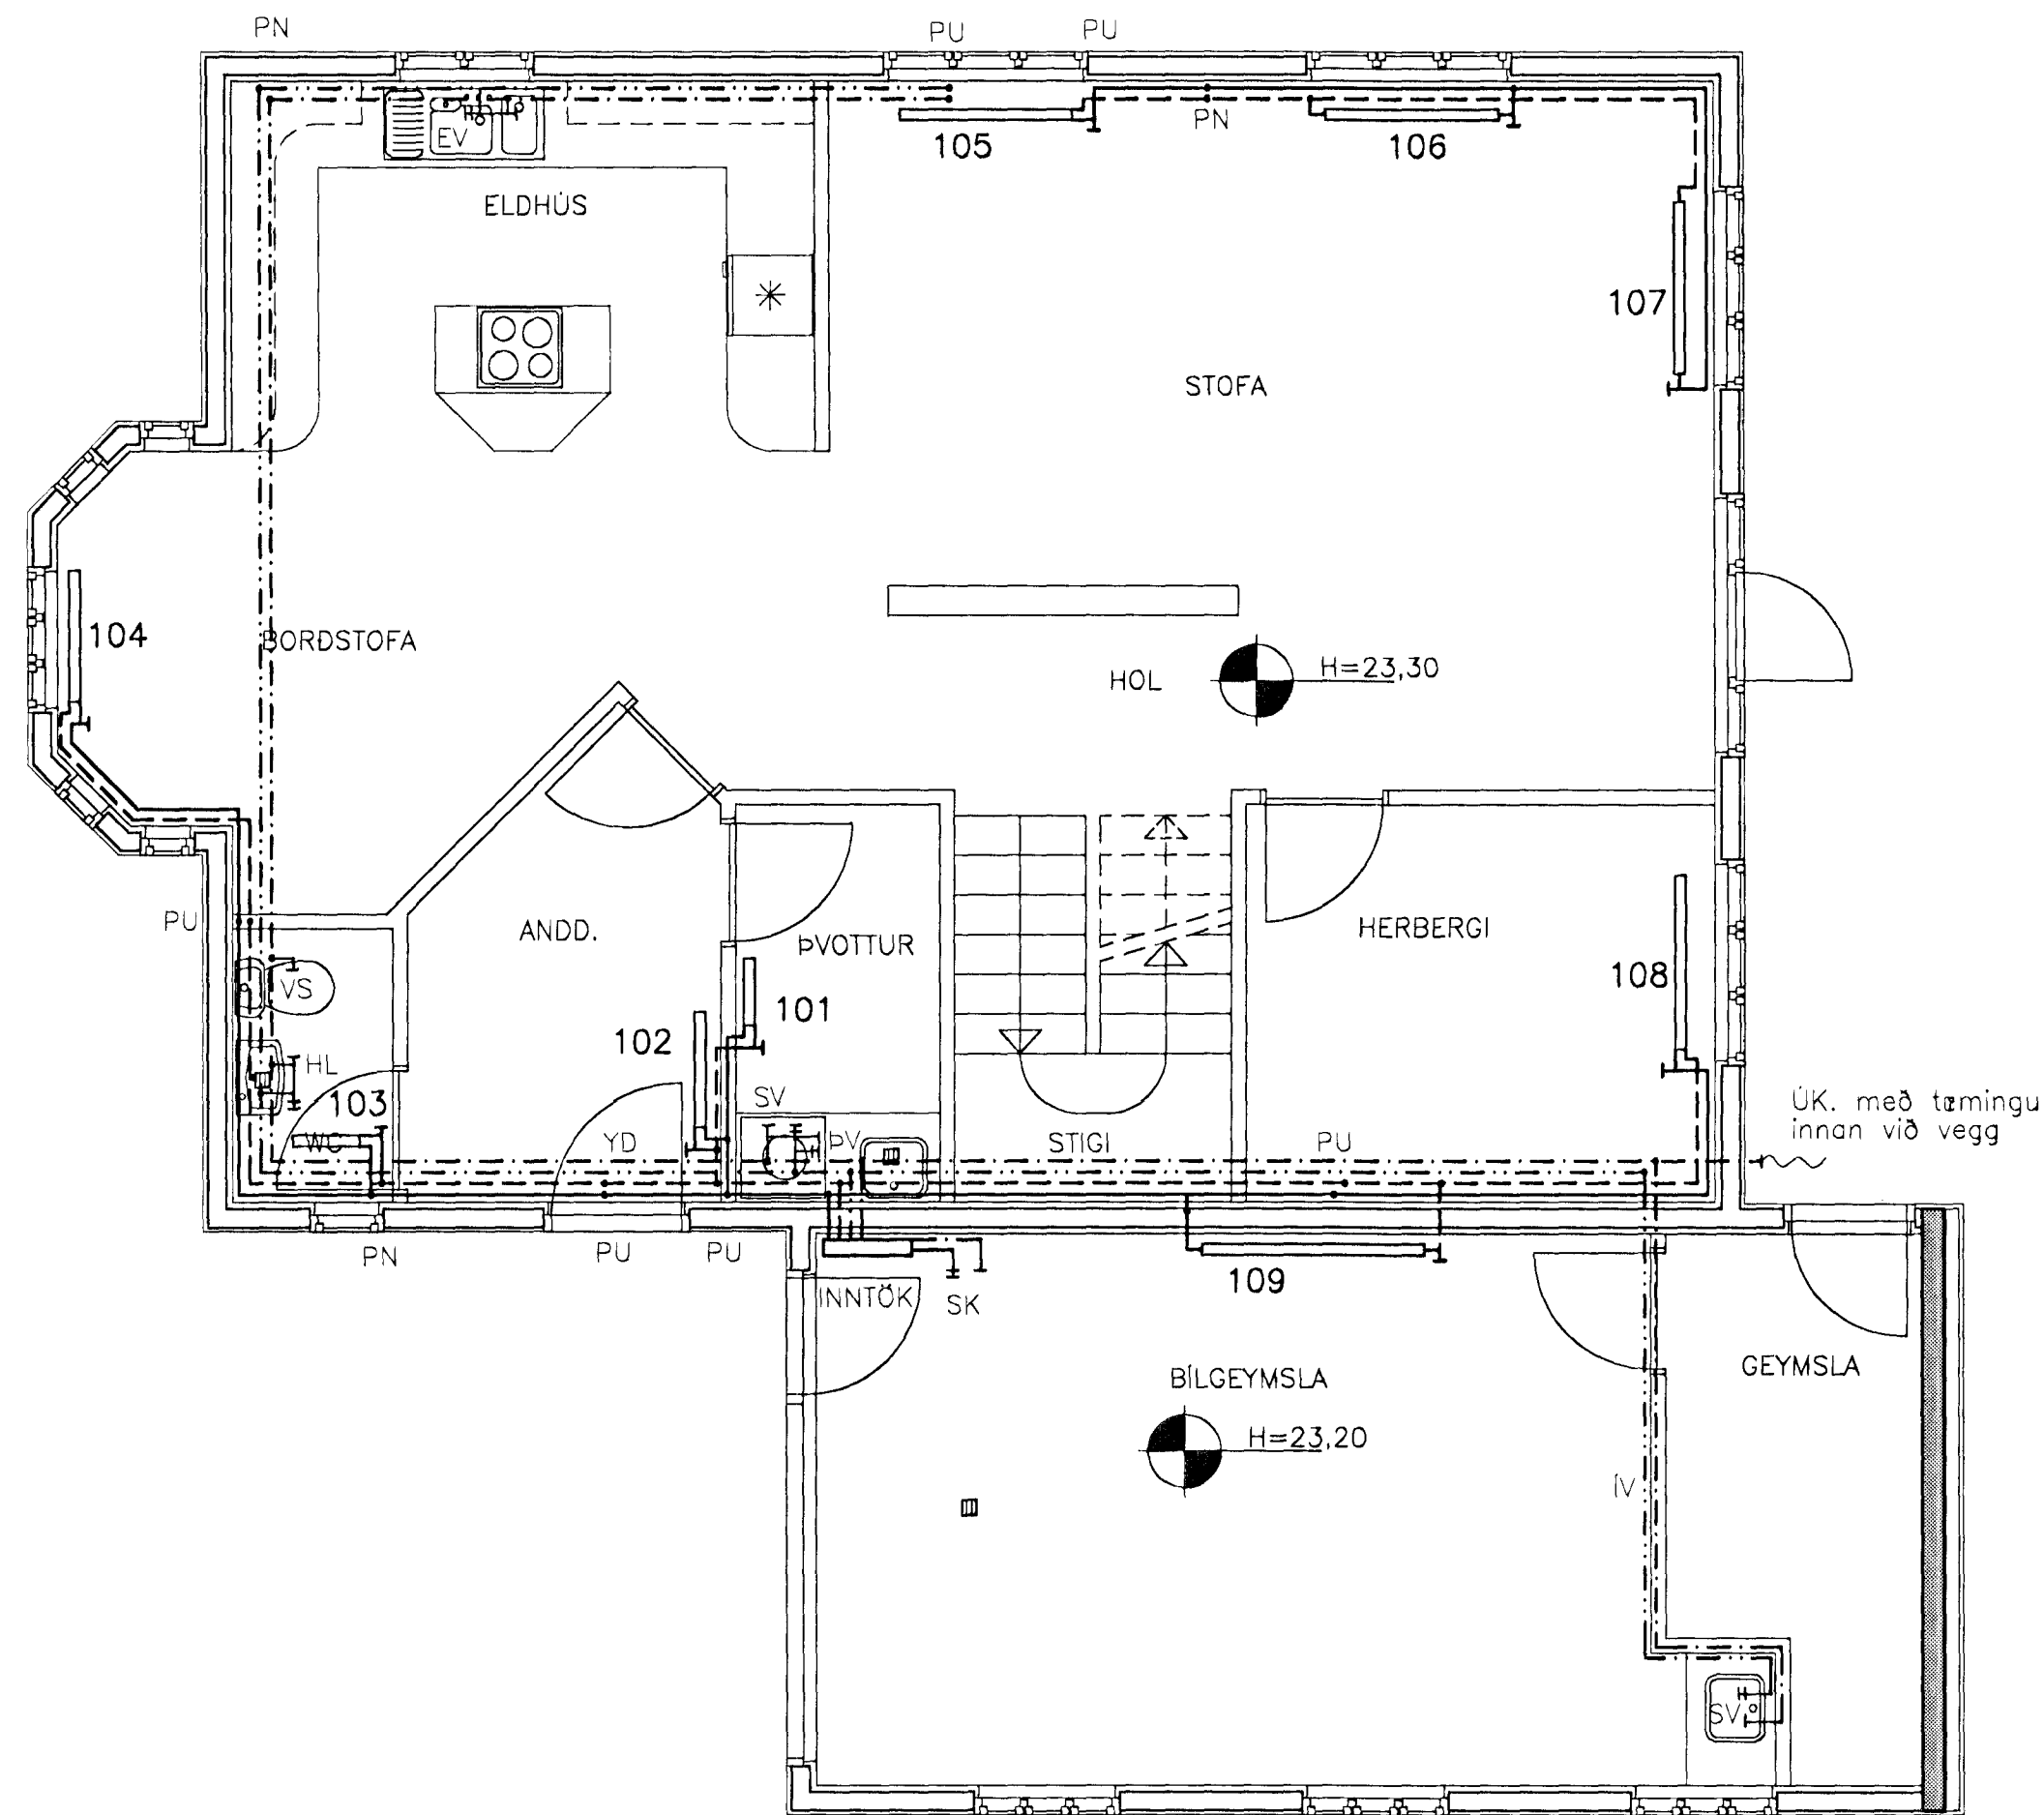 PN
PU
PU
EV
105
PN
106
ELDHÚS
107
STOFA
104
BORÐSTOFA
HOL
H=23,30
PU
ANDD.
ÞVOTTUR
HERBERGI
VS
101
108
102
HL
103
SV
ÚK. með tæmingu
innan við vegg
WC
YD
ÞV
STIGI
PU
PN
PU
PU
INNTÖK
SK
109
BÍLGEYMSLA
GEYMSLA
H=23,20
ÍV
SV